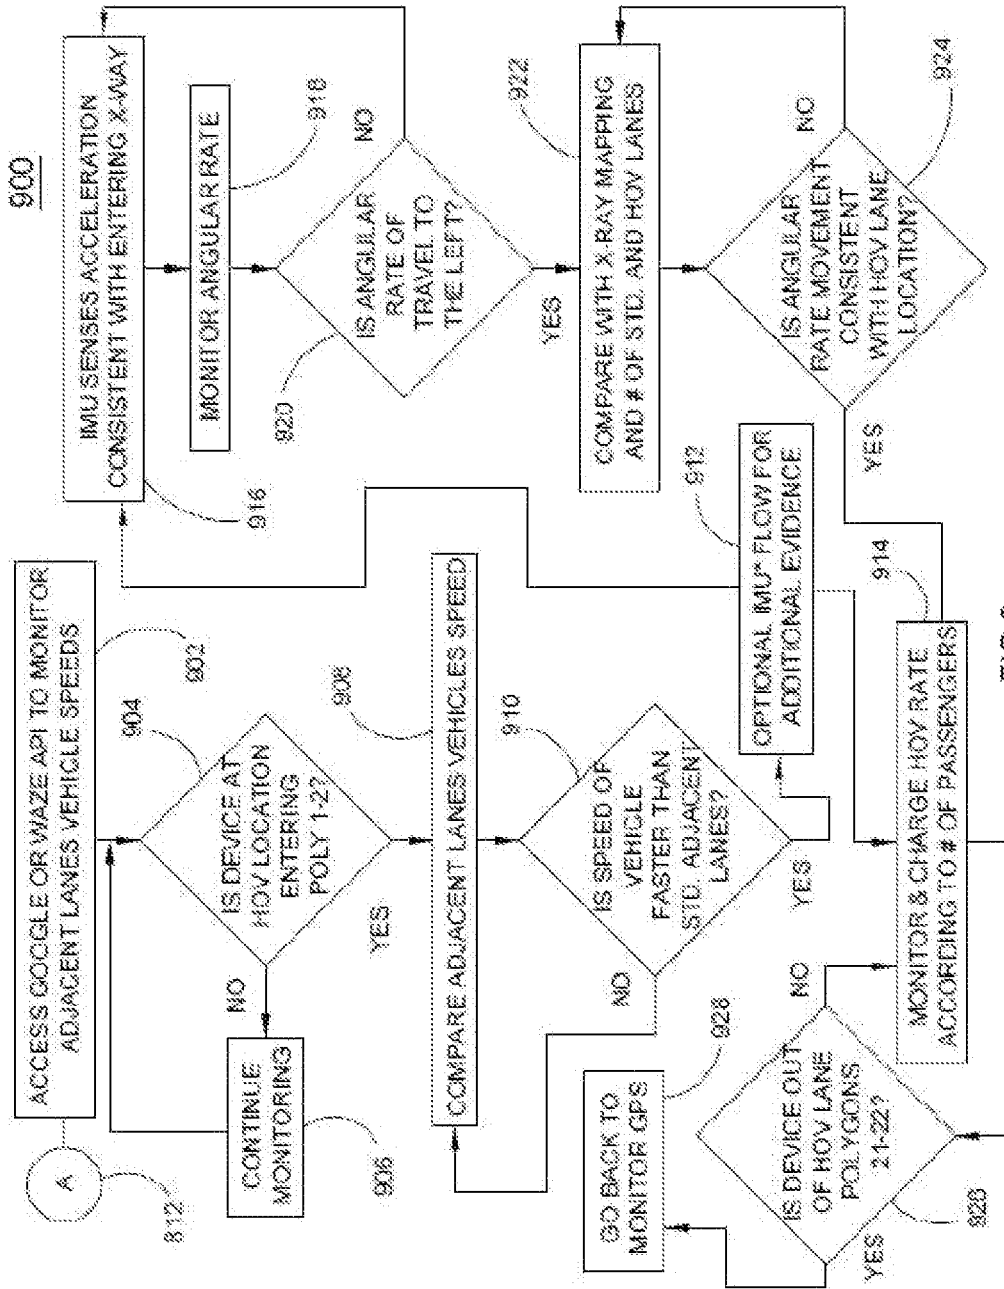 900
A
812
ACCESS GOOGLE OR WAZE API TO MONITOR
ADJACENT LANES VEHICLE SPEEDS
902
IS DEVICE AT
HOV LOCATION
ENTERING
POLY 1-2?
904
NO
YES
CONTINUE
MONITORING
906
COMPARE ADJACENT LANES VEHICLES SPEED
908
IS SPEED OF
VEHICLE
FASTER THAN
STD. ADJACENT
LANES?
910
NO
YES
OPTIONAL IMU* FLOW FOR
ADDITIONAL EVIDENCE
912
MONITOR & CHARGE HOV RATE
ACCORDING TO # OF PASSENGERS
914
IS DEVICE OUT
OF HOV LANE
POLYGONS
21-22?
926
NO
YES
GO BACK TO
MONITOR GPS
928
IMU SENSES ACCELERATION
CONSISTENT WITH ENTERING X-WAY
916
MONITOR ANGULAR RATE
918
IS ANGULAR
RATE OF
TRAVEL TO
THE LEFT?
920
NO
YES
COMPARE WITH X-RAY MAPPING
AND # OF STD. AND HOV LANES
922
IS ANGULAR
RATE MOVEMENT
CONSISTENT
WITH HOV LANE
LOCATION?
924
NO
YES